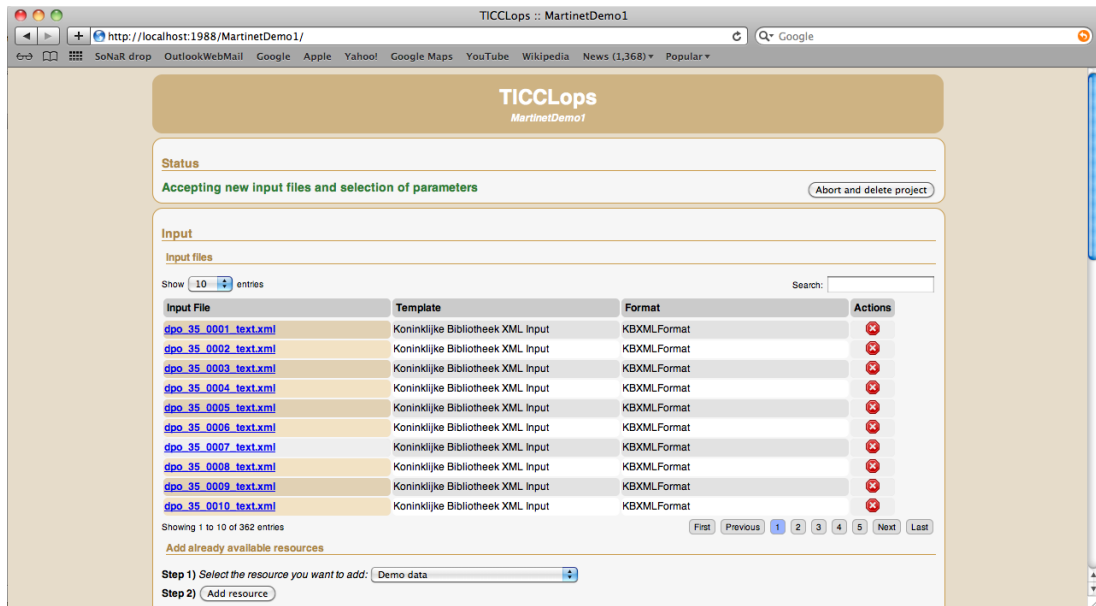 TICCLops :: MartinetDemo1
http://localhost:1988/MartinetDemo1/ Google
SoNaR drop OutlookWebMail Google Apple Yahoo! Google Maps YouTube Wikipedia News (1,368) Popular
TICCLops
MartinetDemo1
Status
Accepting new input files and selection of parameters Abort and delete project
Input
Input files
Show 10 entries Search:
Input File Template Format Actions
dpo_35_0001_text.xml Koninklijke Bibliotheek XML Input KBXMLFormat
dpo_35_0002_text.xml Koninklijke Bibliotheek XML Input KBXMLFormat
dpo_35_0003_text.xml Koninklijke Bibliotheek XML Input KBXMLFormat
dpo_35_0004_text.xml Koninklijke Bibliotheek XML Input KBXMLFormat
dpo_35_0005_text.xml Koninklijke Bibliotheek XML Input KBXMLFormat
dpo_35_0006_text.xml Koninklijke Bibliotheek XML Input KBXMLFormat
dpo_35_0007_text.xml Koninklijke Bibliotheek XML Input KBXMLFormat
dpo_35_0008_text.xml Koninklijke Bibliotheek XML Input KBXMLFormat
dpo_35_0009_text.xml Koninklijke Bibliotheek XML Input KBXMLFormat
dpo_35_0010_text.xml Koninklijke Bibliotheek XML Input KBXMLFormat
Showing 1 to 10 of 362 entries First Previous 1 2 3 4 5 Next Last
Add already available resources
Step 1) Select the resource you want to add: Demo data
Step 2) Add resource